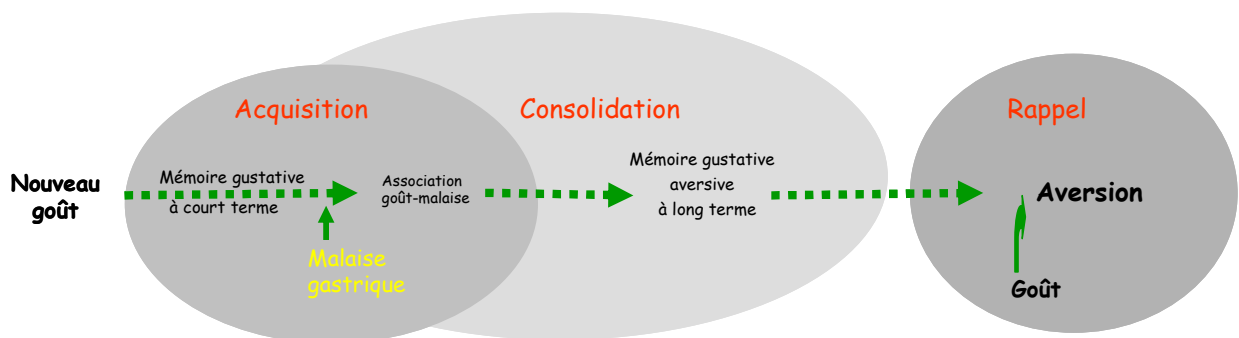 Acquisition
Consolidation
Rappel
Nouveau
goût
Mémoire gustative
à court terme
Association
goût-malaise
Mémoire gustative
aversive
à long terme
Aversion
Malaise
gastrique
Goût